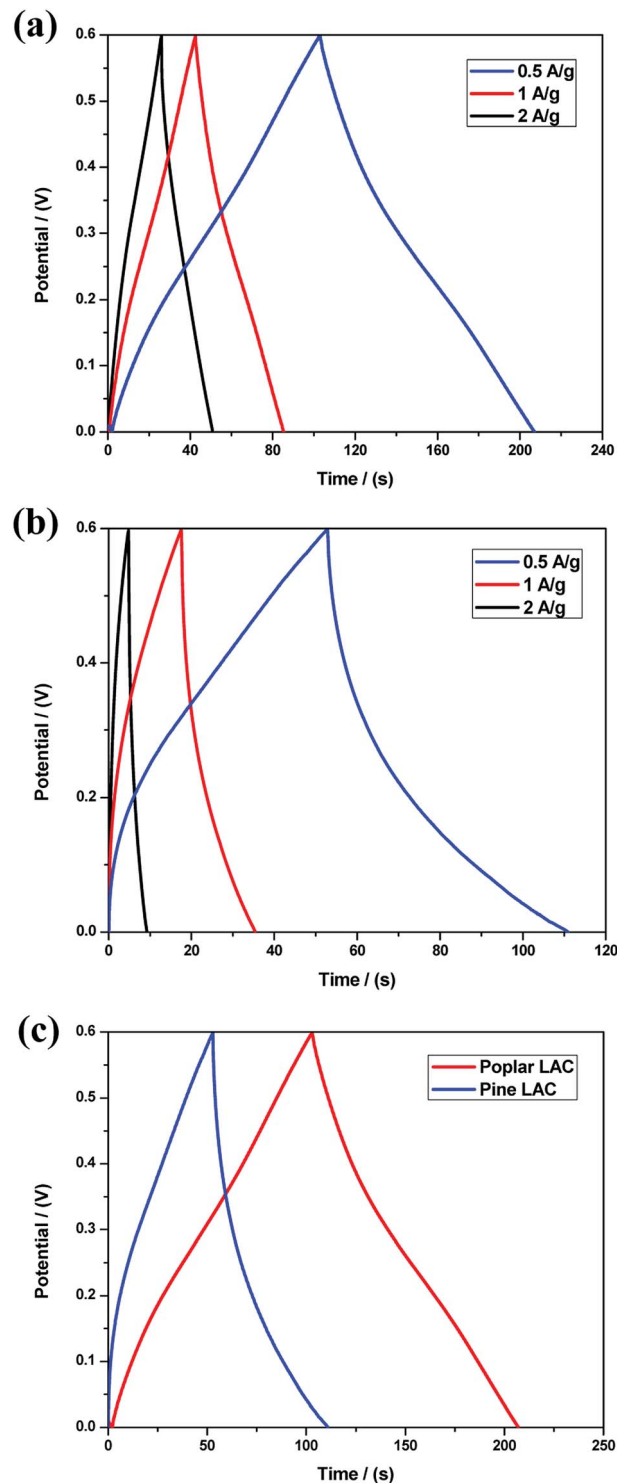 (a)
0.6
0.5
0.4
0.3
0.2
0.1
0.0
Potential / (V)
0.5 A/g
1 A/g
2 A/g
0 40 80 120 160 200 240
Time / (s)
(b)
0.6
0.4
0.2
0.0
Potential / (V)
0.5 A/g
1 A/g
2 A/g
0 20 40 60 80 100 120
Time / (s)
(c)
0.6
0.5
0.4
0.3
0.2
0.1
0.0
Potential / (V)
Poplar LAC
Pine LAC
0 50 100 150 200 250
Time / (s)